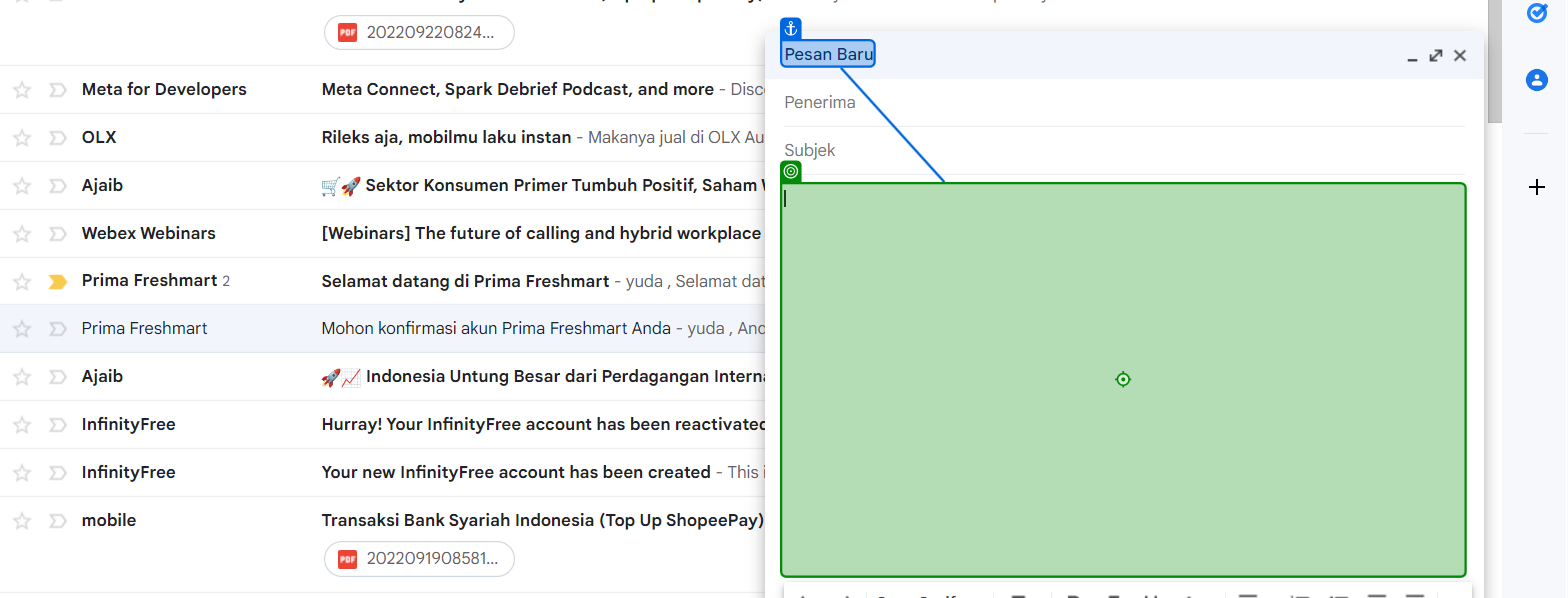 PDF 202209220824...
Meta for Developers Meta Connect, Spark Debrief Podcast, and more - Disc
OLX Rileks aja, mobilmu laku instan - Makanya jual di OLX Au
Ajaib 🛒🚀 Sektor Konsumen Primer Tumbuh Positif, Saham
Webex Webinars [Webinars] The future of calling and hybrid workplace
Prima Freshmart 2 Selamat datang di Prima Freshmart - yuda , Selamat dat
Prima Freshmart Mohon konfirmasi akun Prima Freshmart Anda - yuda , And
Ajaib 🚀📈 Indonesia Untung Besar dari Perdagangan Interna
InfinityFree Hurray! Your InfinityFree account has been reactivated
InfinityFree Your new InfinityFree account has been created - This i
mobile Transaksi Bank Syariah Indonesia (Top Up ShopeePay)
PDF 2022091908581...
Pesan Baru
Penerima
Subjek